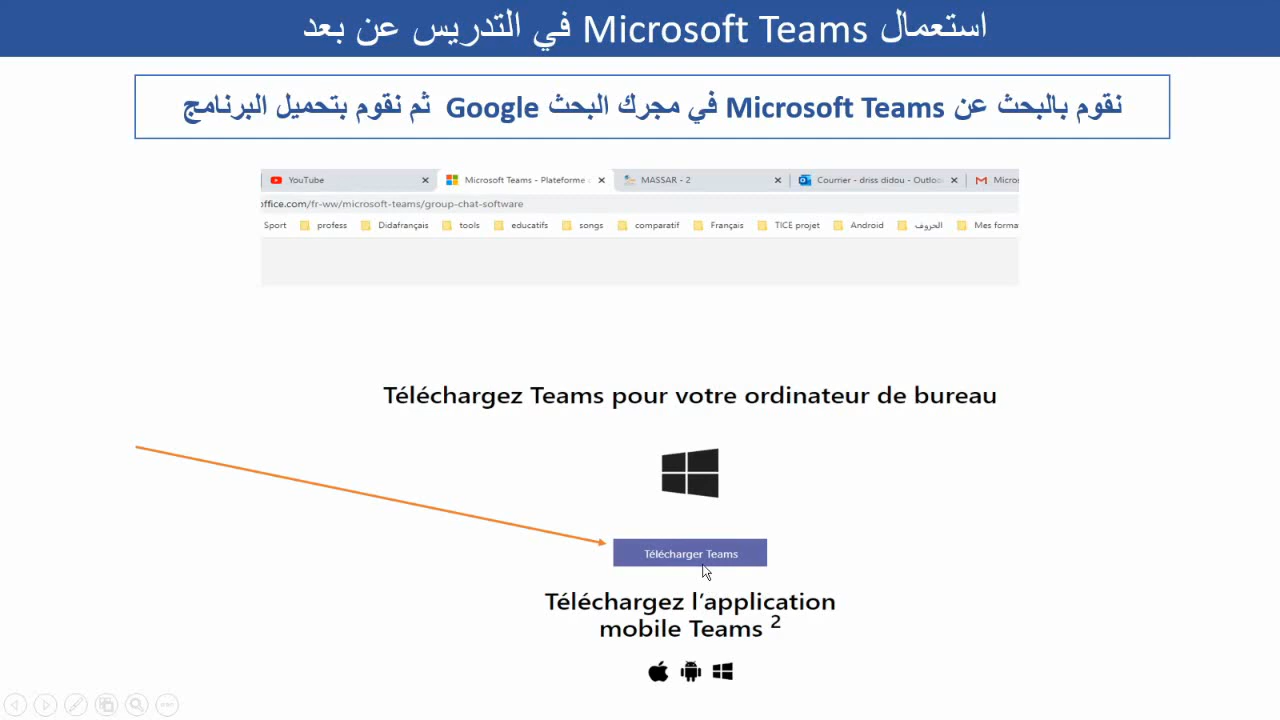 استعمال Microsoft Teams في التدريس عن بعد
نقوم بالبحث عن Microsoft Teams في مجرك البحث Google ثم نقوم بتحميل البرنامج
YouTube Microsoft Teams - Plateforme MASSAR - 2 Courrier - driss didou - Outlo Micro
office.com/fr-ww/microsoft-teams/group-chat-software
Sport profess Didafrançais tools educatifs songs comparatif Français TICE projet Android الحروف Mes forma
Téléchargez Teams pour votre ordinateur de bureau
Télécharger Teams
Téléchargez l'application
mobile Teams 2